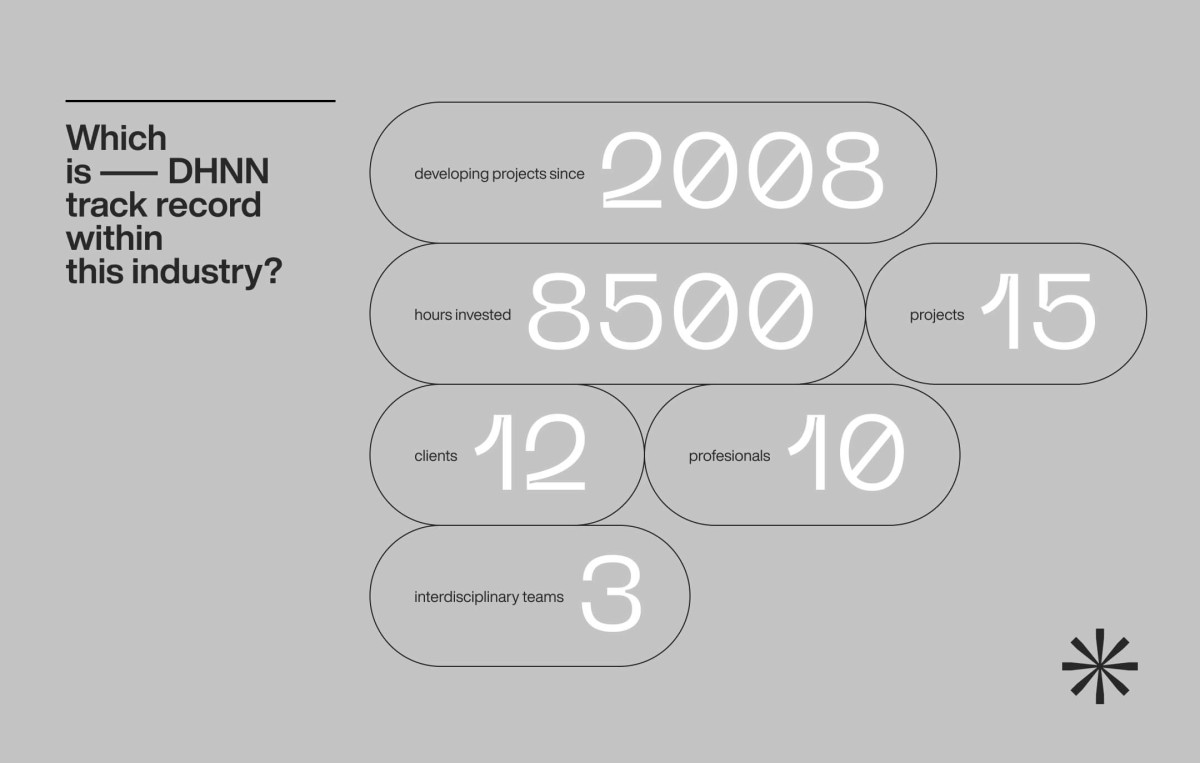 Which
is —— DHNN
track record
within
this industry?
developing projects since 2008
hours invested 8500
projects 15
clients 12
profesionals 10
interdisciplinary teams 3